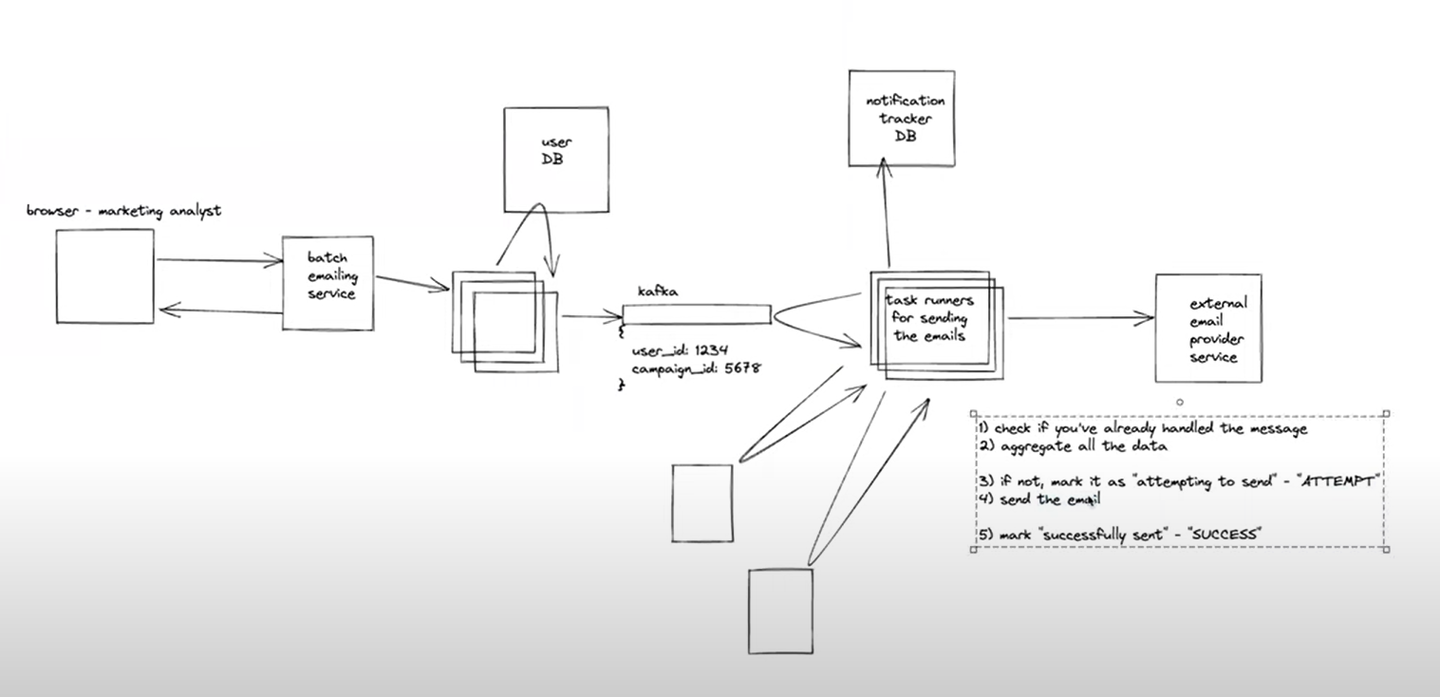 browser - marketing analyst
batch
emailing
service
user
DB
kafka
{
user_id: 1234
campaign_id: 5678
}
notification
tracker
DB
task runners
for sending
the emails
external
email
provider
service
1) check if you've already handled the message
2) aggregate all the data
3) if not, mark it as "attempting to send" - "ATTEMPT"
4) send the email
5) mark "successfully sent" - "SUCCESS"